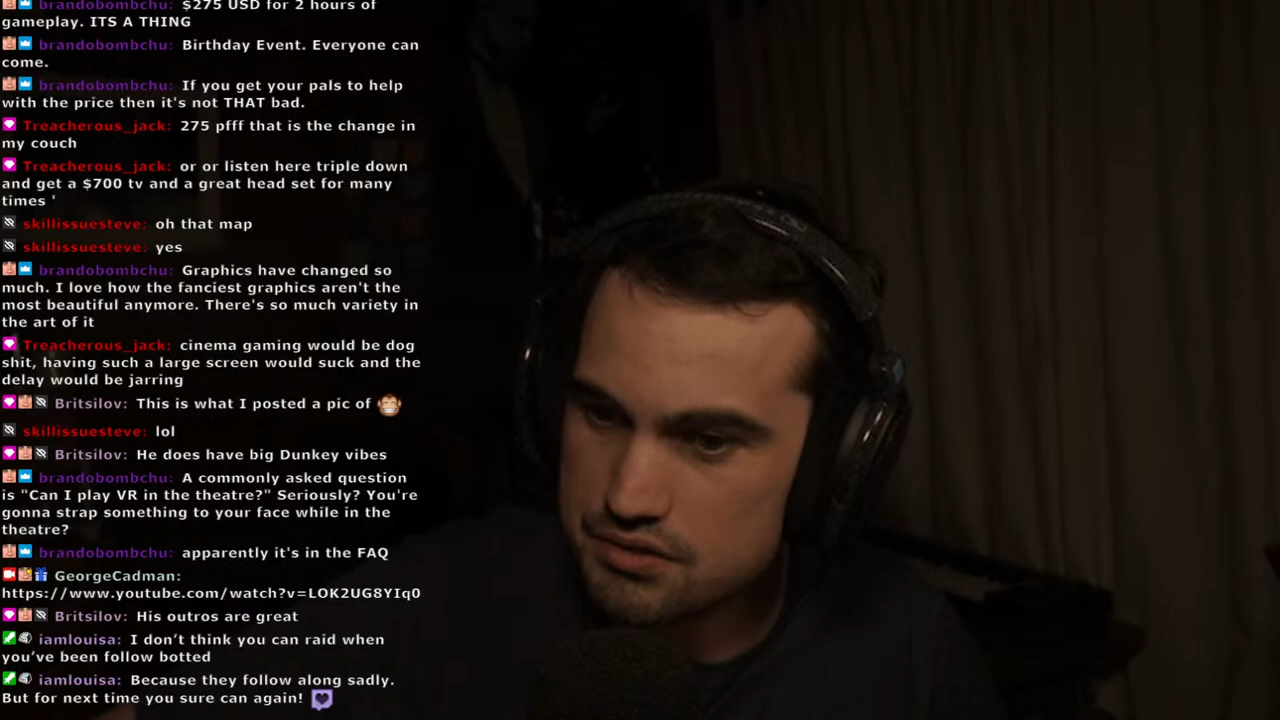 brandobombchu: $275 USD for 2 hours of
gameplay. ITS A THING
brandobombchu: Birthday Event. Everyone can
come.
brandobombchu: If you get your pals to help
with the price then it's not THAT bad.
Treacherous_jack: 275 pfff that is the change in
my couch
Treacherous_jack: or or listen here triple down
and get a $700 tv and a great head set for many
times '
skillissuesteve: oh that map
skillissuesteve: yes
brandobombchu: Graphics have changed so
much. I love how the fanciest graphics aren't the
most beautiful anymore. There's so much variety in
the art of it
Treacherous_jack: cinema gaming would be dog
shit, having such a large screen would suck and the
delay would be jarring
Britsilov: This is what I posted a pic of
skillissuesteve: lol
Britsilov: He does have big Dunkey vibes
brandobombchu: A commonly asked question
is "Can I play VR in the theatre?" Seriously? You're
gonna strap something to your face while in the
theatre?
brandobombchu: apparently it's in the FAQ
GeorgeCadman:
https://www.youtube.com/watch?v=LOK2UG8YIq0
Britsilov: His outros are great
iamlouisa: I don’t think you can raid when
you’ve been follow botted
iamlouisa: Because they follow along sadly.
But for next time you sure can again!